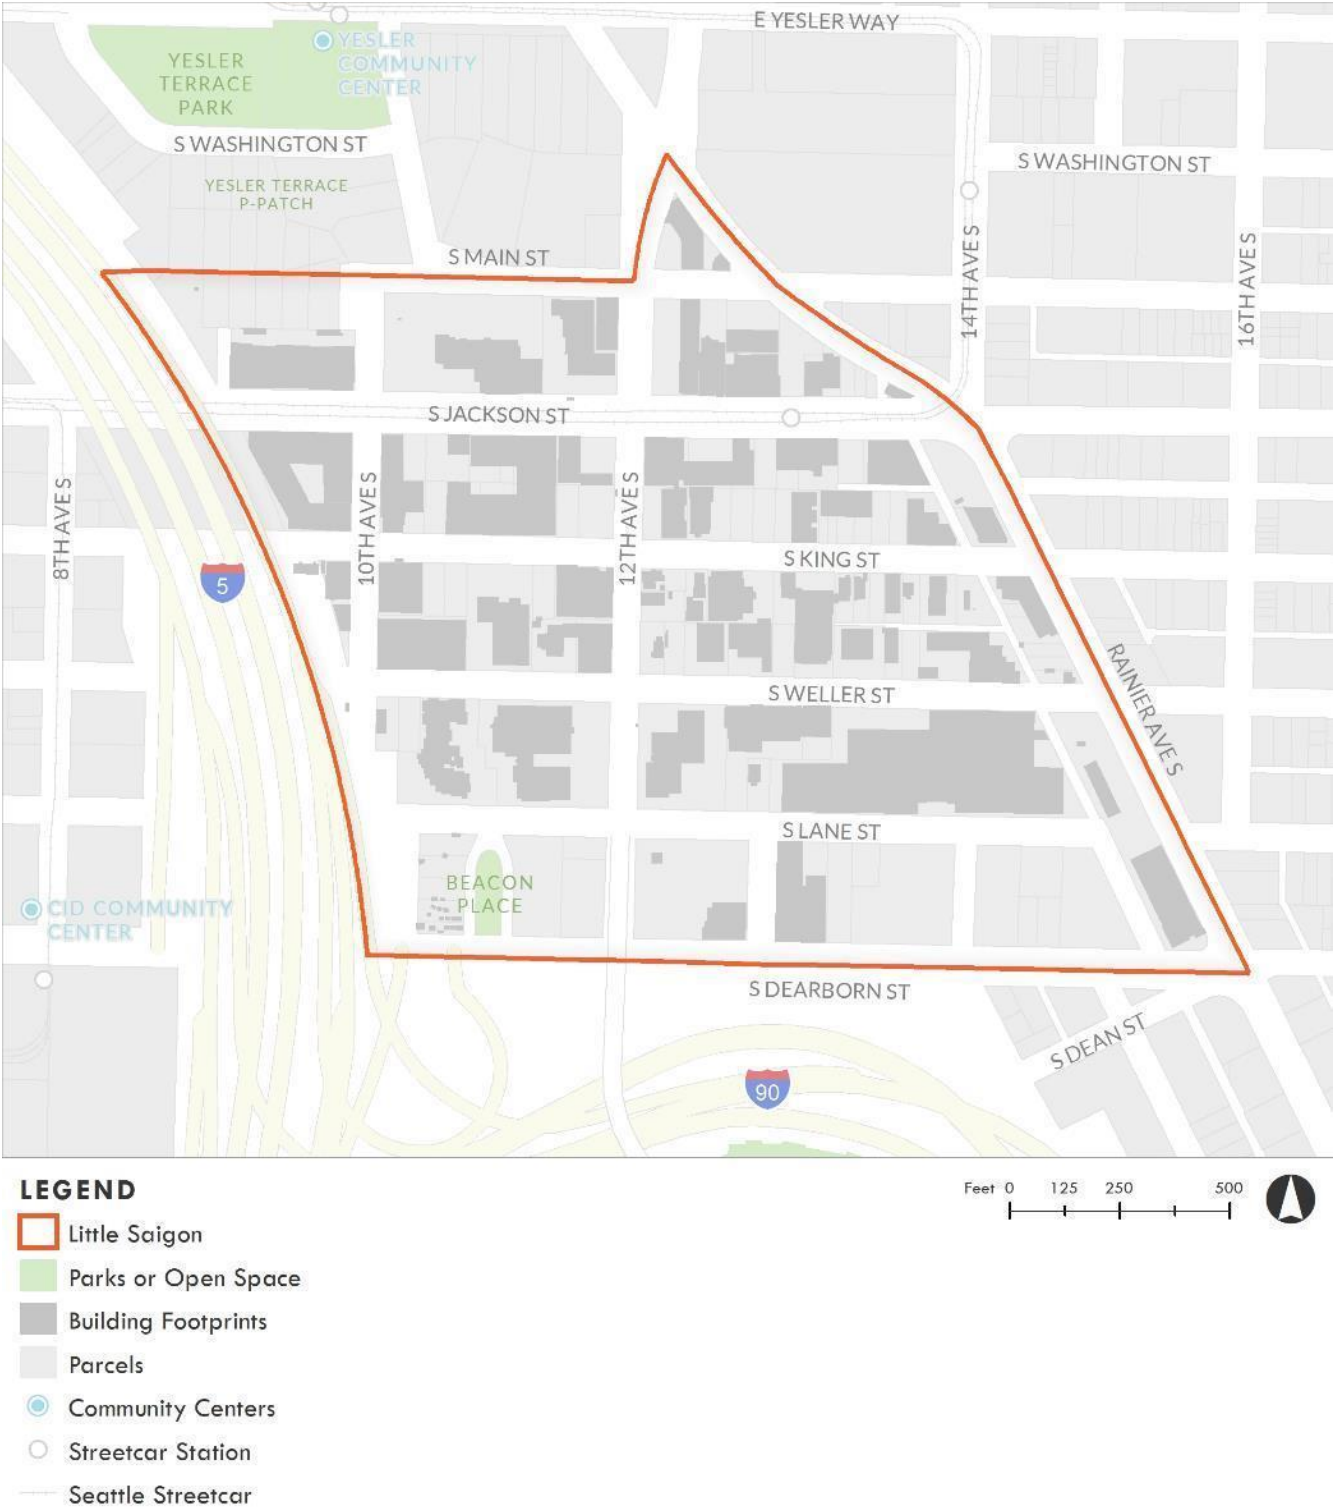 E YESLER WAY
YESLER
COMMUNITY
CENTER
YESLER
TERRACE
PARK
S WASHINGTON ST
S WASHINGTON ST
YESLER TERRACE
P-PATCH
S MAIN ST
14TH AVE S
16TH AVE S
S JACKSON ST
8TH AVE S
10TH AVE S
12TH AVE S
S KING ST
5
RAINIER AVE S
S WELLER ST
S LANE ST
BEACON
PLACE
CID COMMUNITY
CENTER
S DEARBORN ST
S DEAN ST
90
LEGEND
Little Saigon
Parks or Open Space
Building Footprints
Parcels
Community Centers
Streetcar Station
Seattle Streetcar
Feet 0 125 250 500